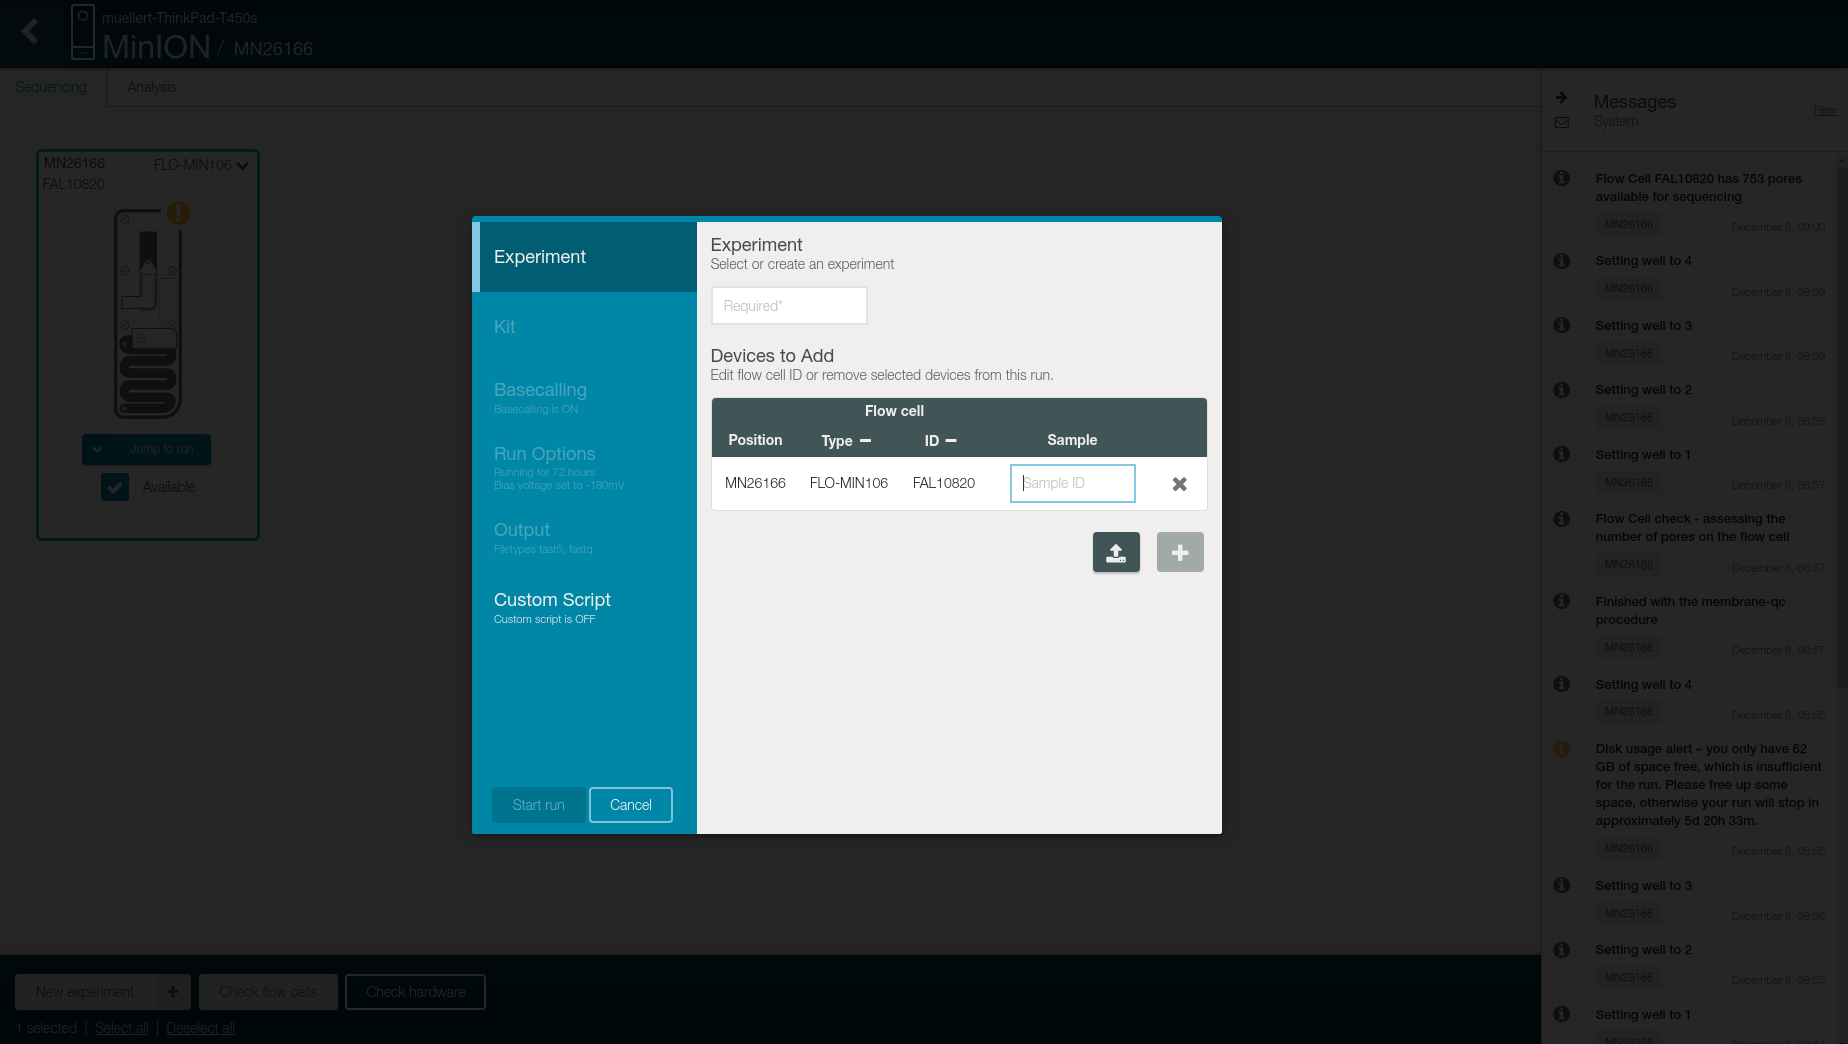 muellert-ThinkPad-T450s
MinION / MN26166
Sequencing
Analysis
MN26166
FLO-MIN106
FAL10820
Jump to run
Available
Experiment
Kit
Basecalling
Basecalling is ON
Run Options
Running for 72 hours
Bias voltage set to -180mV
Output
Filetypes fast5, fastq
Custom Script
Custom script is OFF
Start run
Cancel
Experiment
Select or create an experiment
Required*
Devices to Add
Edit flow cell ID or remove selected devices from this run.
Flow cell
Position Type ID Sample
MN26166 FLO-MIN106 FAL10820 Sample ID
New experiment
Check flow cells
Check hardware
1 selected | Select all | Deselect all
Messages
System
Filter
Flow Cell FAL10820 has 753 pores
available for sequencing
MN26166 December 8, 09:00
Setting well to 4
MN26166 December 8, 08:59
Setting well to 3
MN26166 December 8, 08:59
Setting well to 2
MN26166 December 8, 08:58
Setting well to 1
MN26166 December 8, 08:57
Flow Cell check - assessing the
number of pores on the flow cell
MN26166 December 8, 08:57
Finished with the membrane-qc
procedure
MN26166 December 8, 08:57
Setting well to 4
MN26166 December 8, 08:56
Disk usage alert – you only have 62
GB of space free, which is insufficient
for the run. Please free up some
space, otherwise your run will stop in
approximately 5d 20h 33m.
MN26166 December 8, 08:56
Setting well to 3
MN26166 December 8, 08:56
Setting well to 2
MN26166 December 8, 08:55
Setting well to 1